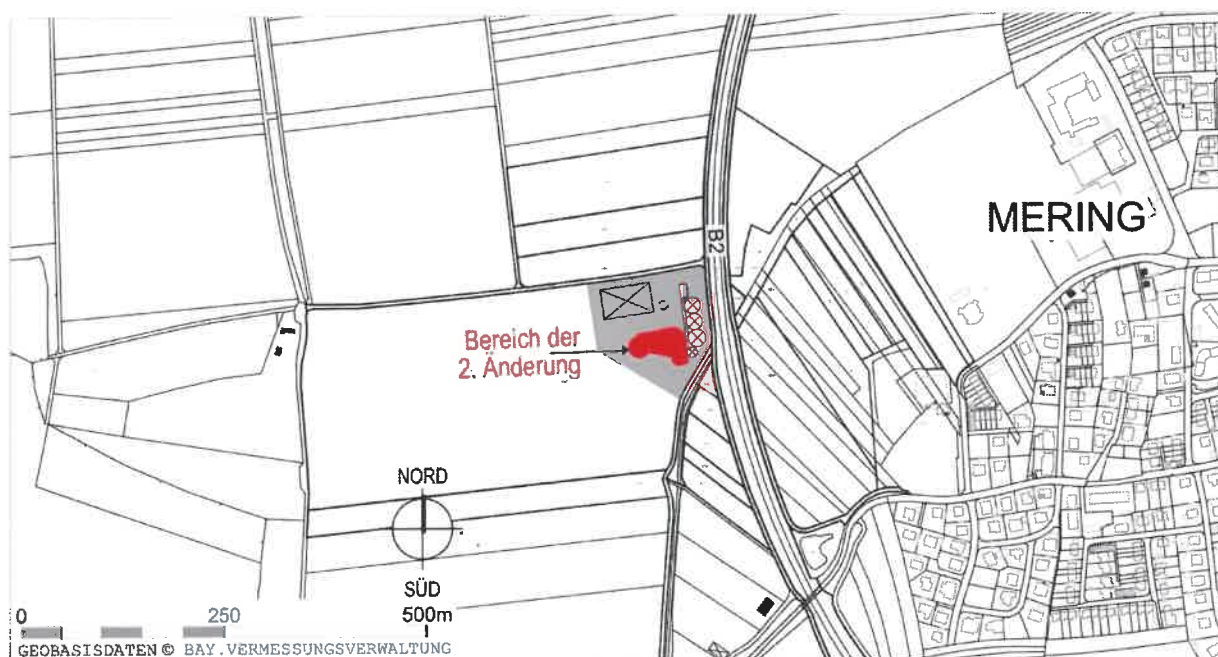 MERING
B2
Bereich der
2. Änderung
NORD
SÜD
0 250 500m
GEOBASISDATEN © BAY.VERMESSUNGSVERWALTUNG